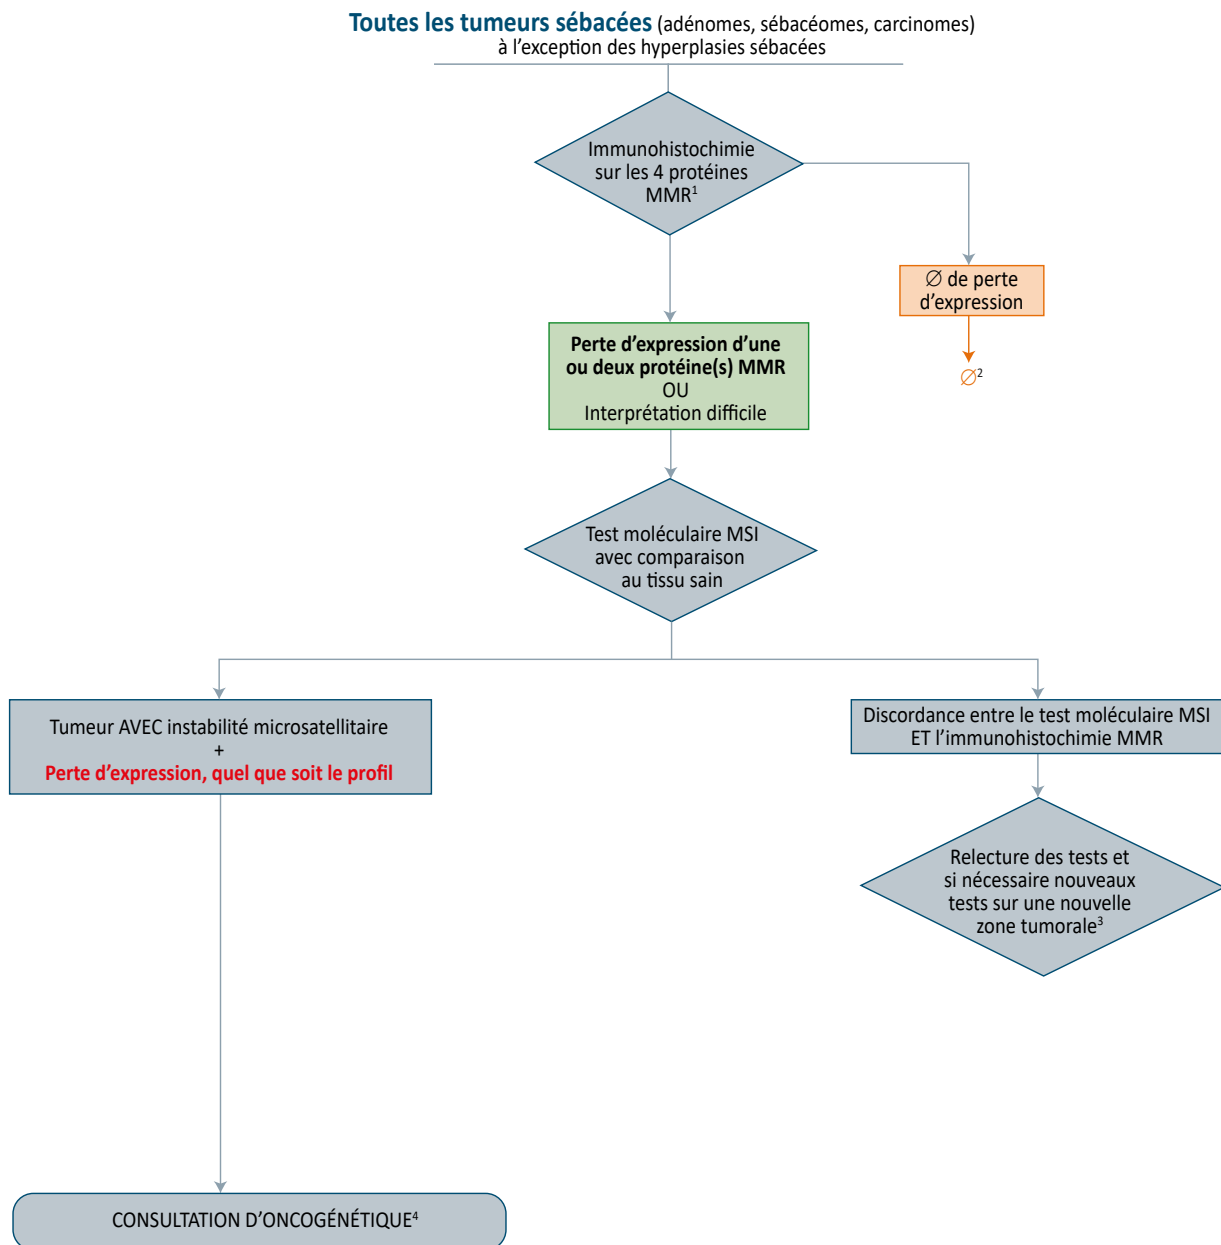 Toutes les tumeurs sébacées (adénomes, sébacéomes, carcinomes)
à l’exception des hyperplasies sébacées
Immunohistochimie
sur les 4 protéines
MMR¹
∅ de perte
d’expression
∅²
Perte d’expression d’une
ou deux protéine(s) MMR
OU
Interprétation difficile
Test moléculaire MSI
avec comparaison
au tissu sain
Tumeur AVEC instabilité microsatellitaire
+
Perte d’expression, quel que soit le profil
Discordance entre le test moléculaire MSI
ET l’immunohistochimie MMR
Relecture des tests et
si nécessaire nouveaux
tests sur une nouvelle
zone tumorale³
CONSULTATION D’ONCOGÉNÉTIQUE⁴